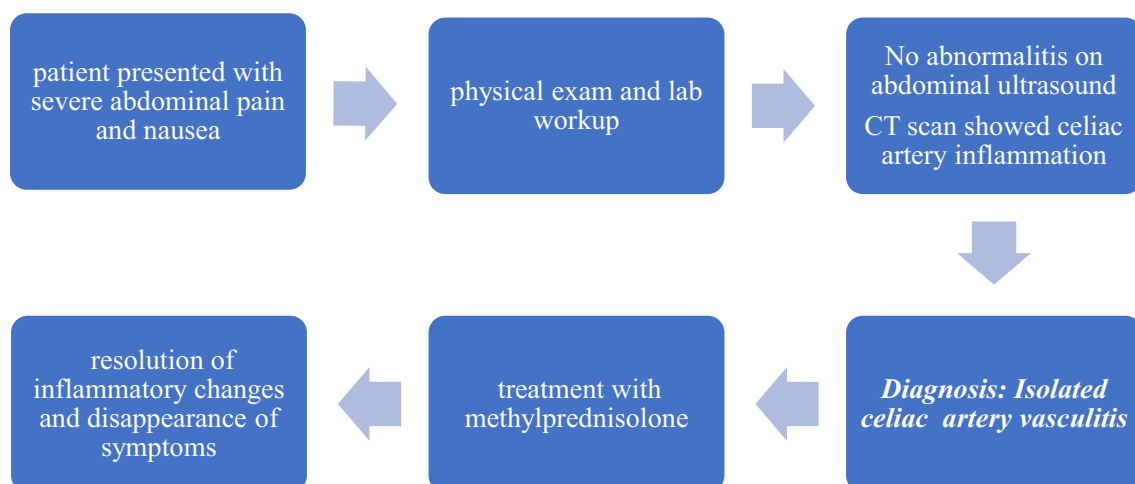 patient presented with
severe abdominal pain
and nausea
physical exam and lab
workup
No abnormalitis on
abdominal ultrasound
CT scan showed celiac
artery inflammation
Diagnosis: Isolated
celiac artery vasculitis
treatment with
methylprednisolone
resolution of
inflammatory changes
and disappearance of
symptoms